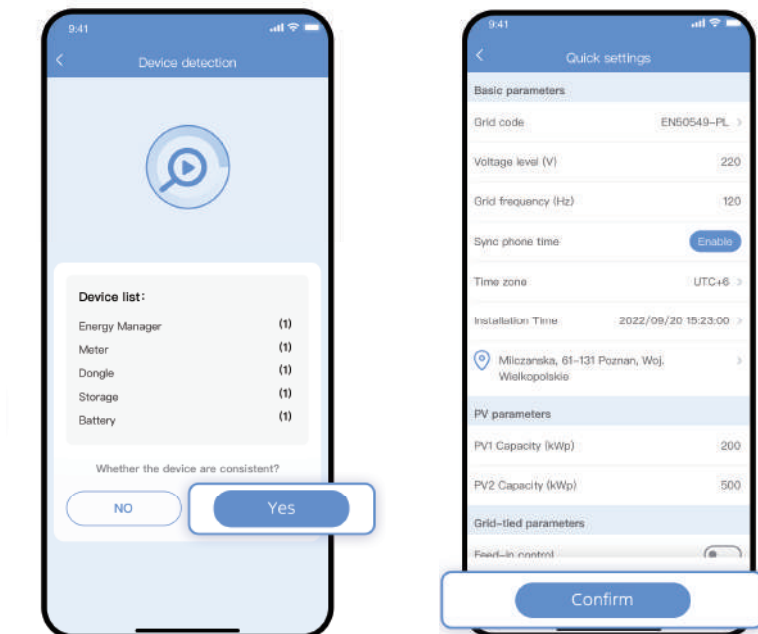 9:41
Device detection
Device list:
Energy Manager (1)
Meter (1)
Dongle (1)
Storage (1)
Battery (1)
Whether the device are consistent?
NO
Yes
9:41
Quick settings
Basic parameters
Grid code EN50549-PL
Voltage level (V) 220
Grid frequency (Hz) 120
Sync phone time Enable
Time zone UTC+6
Installation Time 2022/09/20 15:23:00
Milczanska, 61-131 Poznan, Woj.
Wielkopolskie
PV parameters
PV1 Capacity (kWp) 200
PV2 Capacity (kWp) 500
Grid-tied parameters
Feed-in control
Confirm